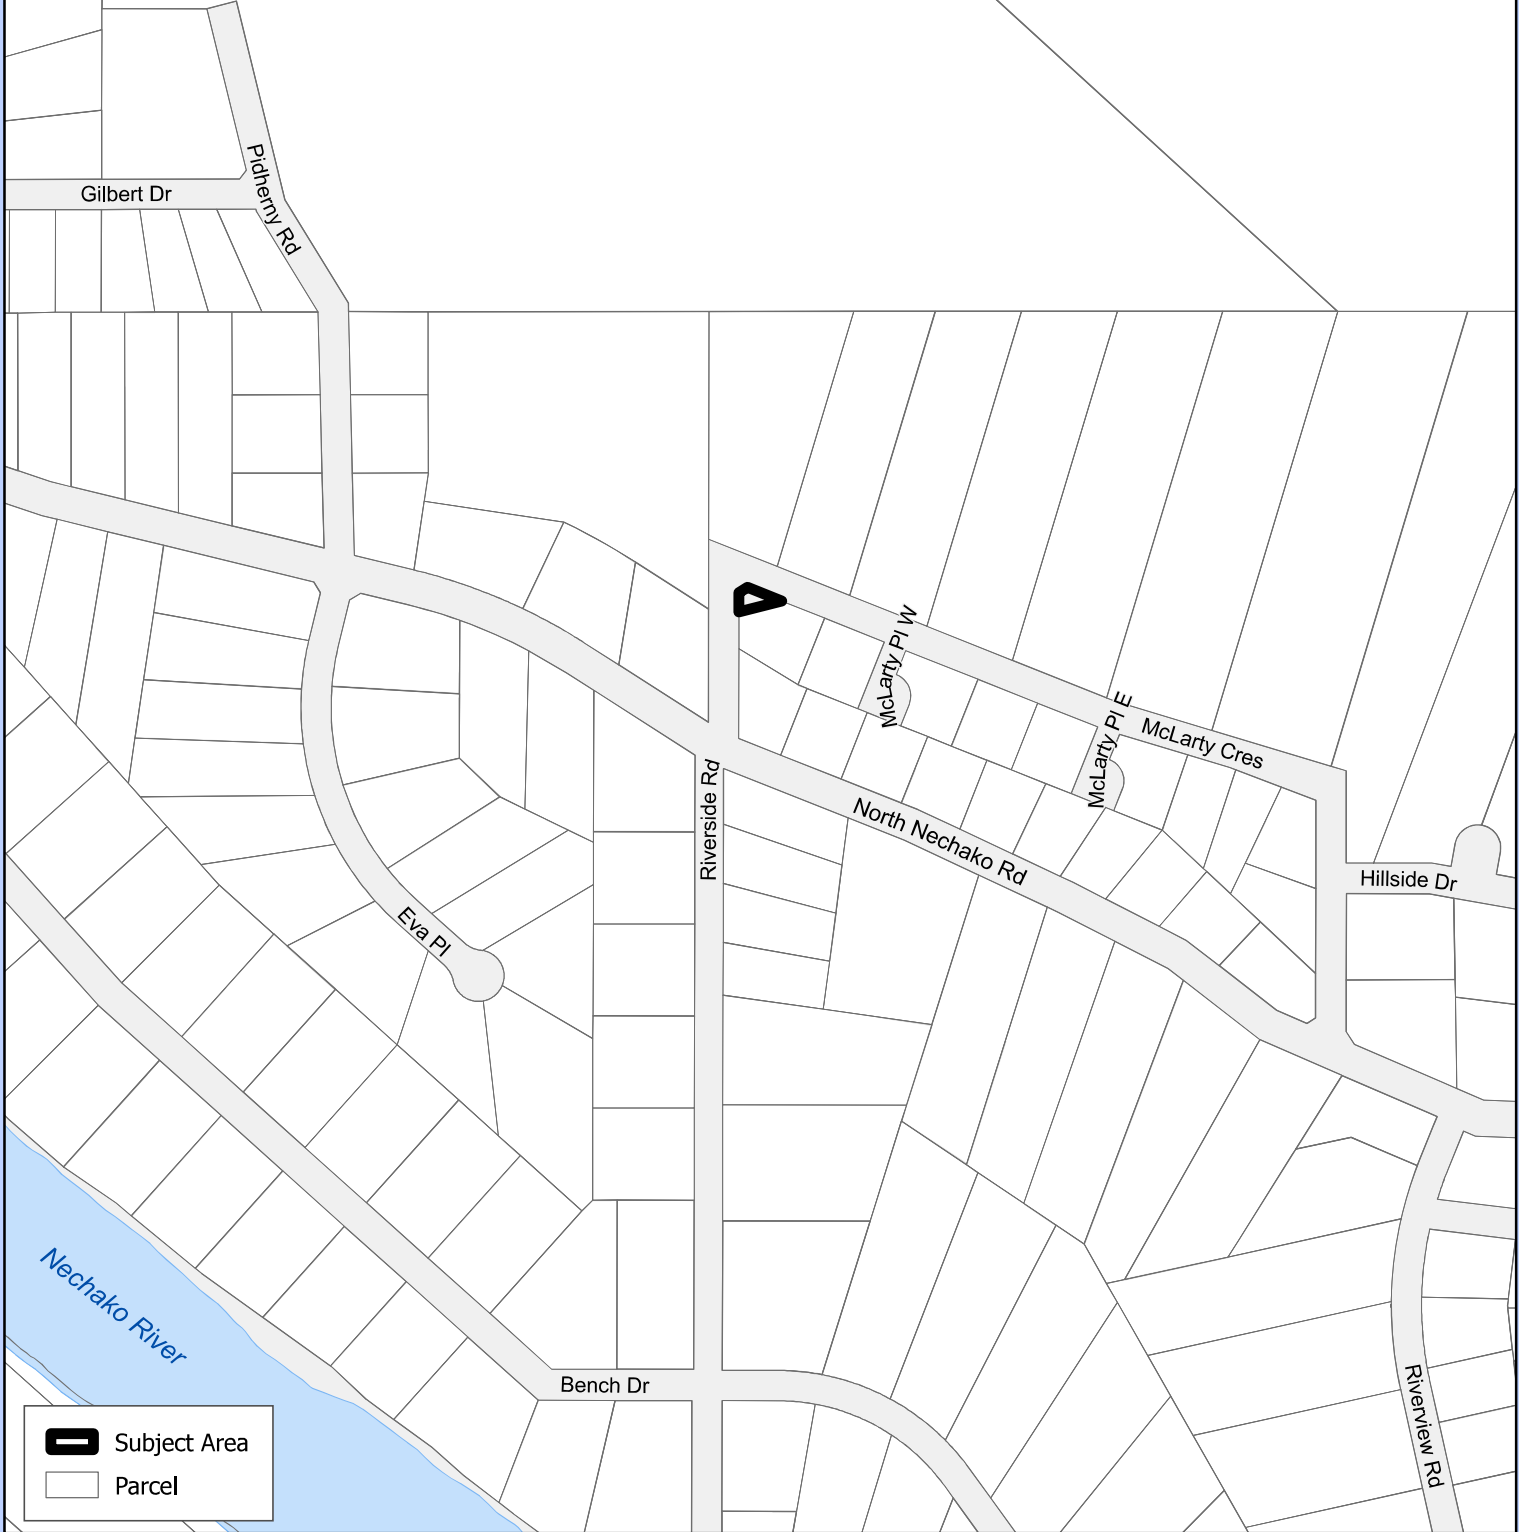 Pidherny Rd
Gilbert Dr
McLarty Pl W
McLarty Pl E
McLarty Cres
Riverside Rd
North Nechako Rd
Hillside Dr
Eva Pl
Nechako River
Bench Dr
Riverview Rd
Subject Area
Parcel